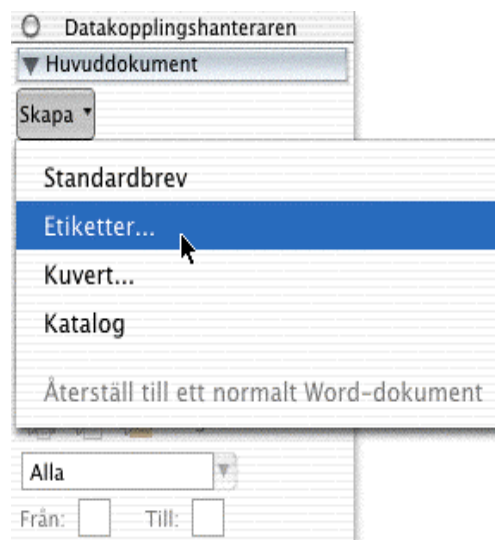 Datakopplingshanteraren
Huvuddokument
Skapa
Standardbrev
Etiketter...
Kuvert...
Katalog
Återställ till ett normalt Word-dokument
Alla
Från: Till: